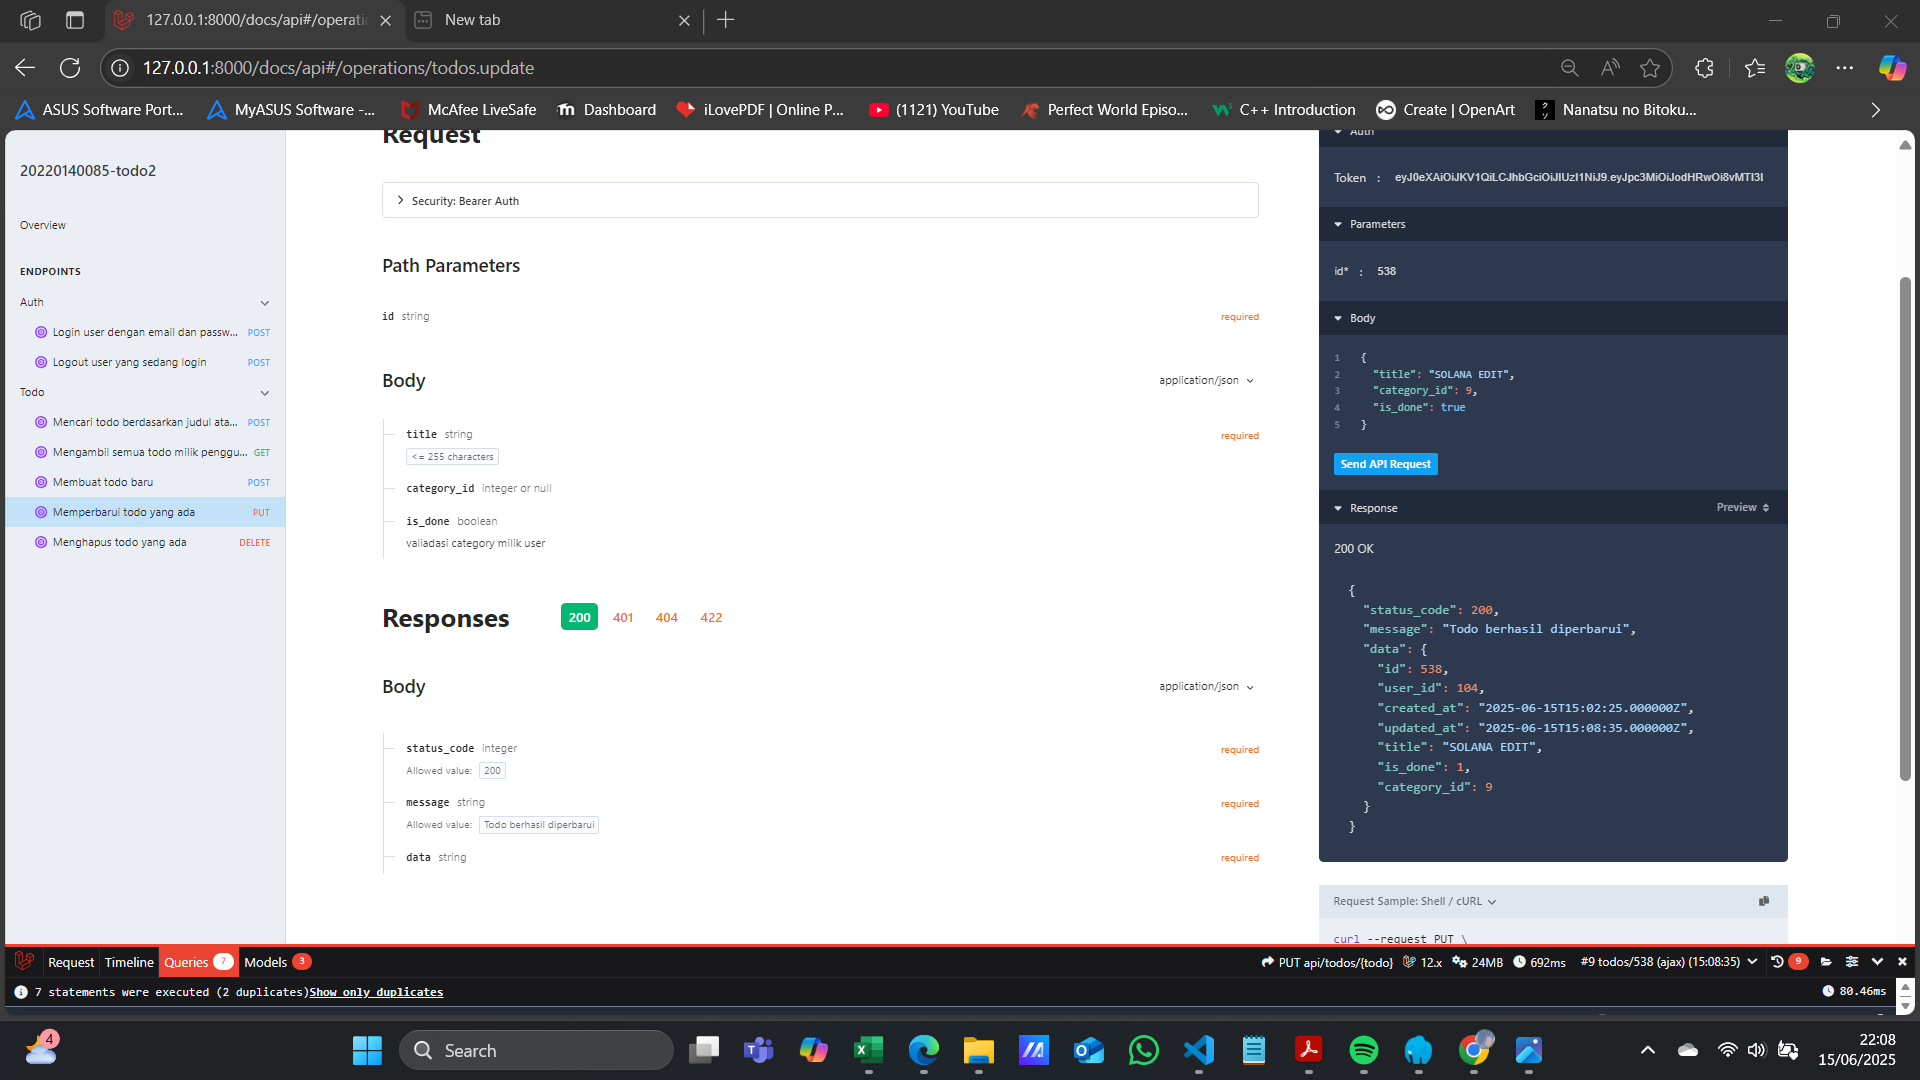 127.0.0.1:8000/docs/api#/operati
New tab
127.0.0.1:8000/docs/api#/operations/todos.update
ASUS Software Port...
MyASUS Software -...
McAfee LiveSafe
Dashboard
iLovePDF | Online P...
(1121) YouTube
Perfect World Episo...
C++ Introduction
Create | OpenArt
Nanatsu no Bitoku...
20220140085-todo2
Overview
ENDPOINTS
Auth
Login user dengan email dan passw... POST
Logout user yang sedang login POST
Todo
Mencari todo berdasarkan judul ata... POST
Mengambil semua todo milik penggu... GET
Membuat todo baru POST
Memperbarui todo yang ada PUT
Menghapus todo yang ada DELETE
Request
Security: Bearer Auth
Path Parameters
id string required
Body application/json
title string required
<= 255 characters
category_id integer or null
is_done boolean
valiadasi category milik user
Responses 200 401 404 422
Body application/json
status_code integer required
Allowed value: 200
message string required
Allowed value: Todo berhasil diperbarui
data string required
Auth
Token : eyJ0eXAiOiJKV1QiLCJhbGciOiJIUzI1NiJ9.eyJpc3MiOiJodHRwOi8vMTI3I
Parameters
id* : 538
Body
1 {
2 "title": "SOLANA EDIT",
3 "category_id": 9,
4 "is_done": true
5 }
Send API Request
Response Preview
200 OK
{
"status_code": 200,
"message": "Todo berhasil diperbarui",
"data": {
"id": 538,
"user_id": 104,
"created_at": "2025-06-15T15:02:25.000000Z",
"updated_at": "2025-06-15T15:08:35.000000Z",
"title": "SOLANA EDIT",
"is_done": 1,
"category_id": 9
}
}
Request Sample: Shell / cURL
curl --request PUT \
Request Timeline Queries 7 Models 3
PUT api/todos/{todo} 12.x 24MB 692ms #9 todos/538 (ajax) (15:08:35) 9
7 statements were executed (2 duplicates)Show only duplicates 80.46ms
4
Search
22:08
15/06/2025